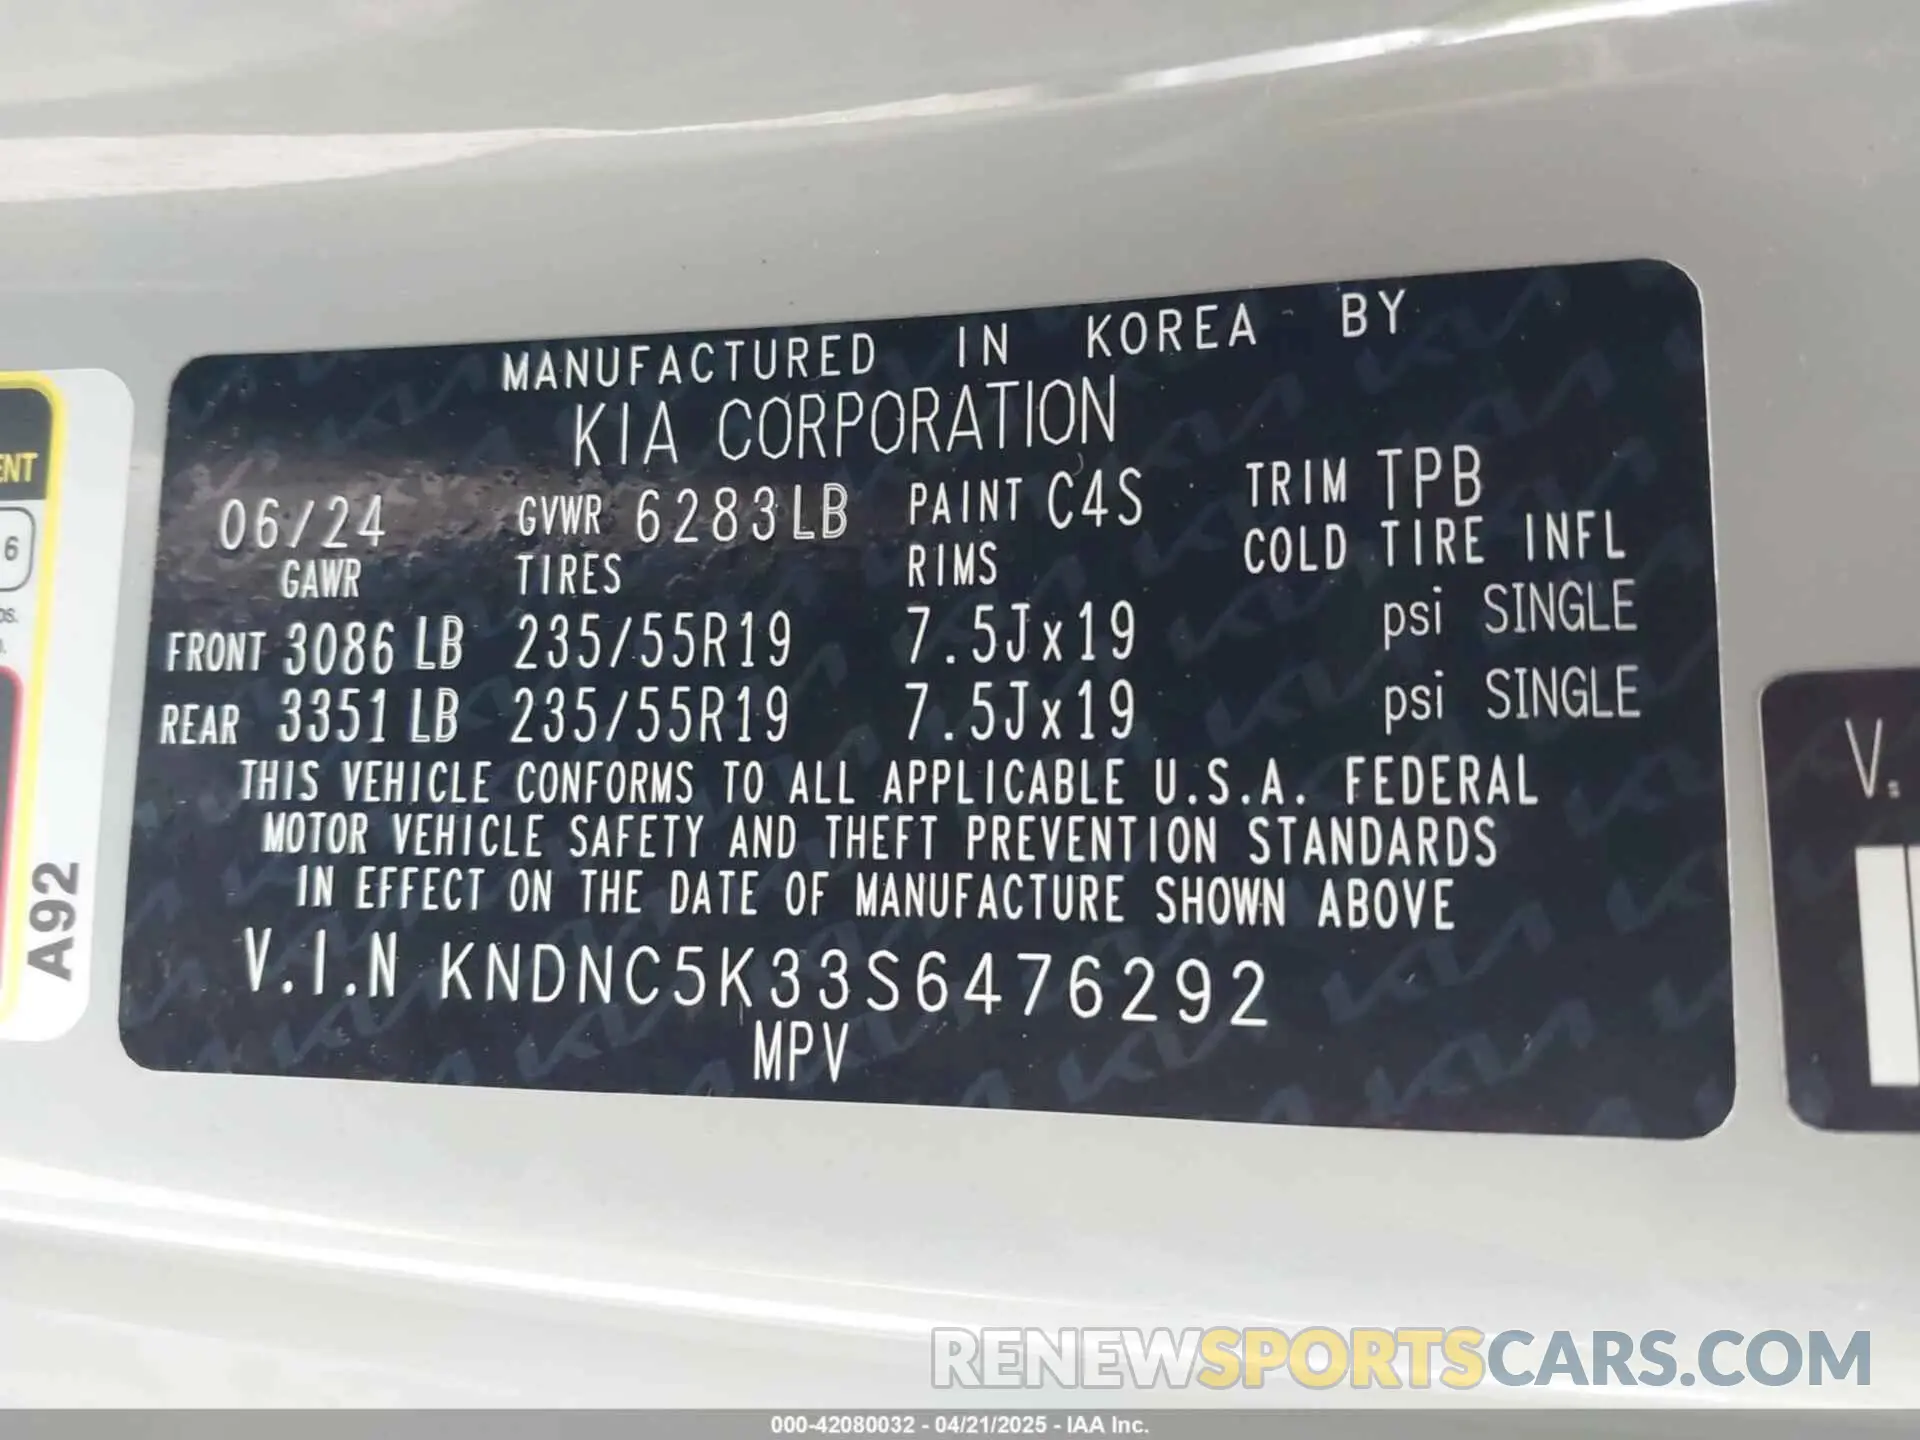 MANUFACTURED IN KOREA BY
KIA CORPORATION
06/24 GVWR 6283LB PAINT C4S TRIM TPB
GAWR TIRES RIMS COLD TIRE INFL
FRONT 3086 LB 235/55R19 7.5Jx19 psi SINGLE
REAR 3351 LB 235/55R19 7.5Jx19 psi SINGLE
THIS VEHICLE CONFORMS TO ALL APPLICABLE U.S.A. FEDERAL
MOTOR VEHICLE SAFETY AND THEFT PREVENTION STANDARDS
IN EFFECT ON THE DATE OF MANUFACTURE SHOWN ABOVE
V.I.N KNDNC5K33S6476292
MPV
ENT
6
A92
V.
RENEWSPORTSCARS.COM
000-42080032 - 04/21/2025 - IAA Inc.